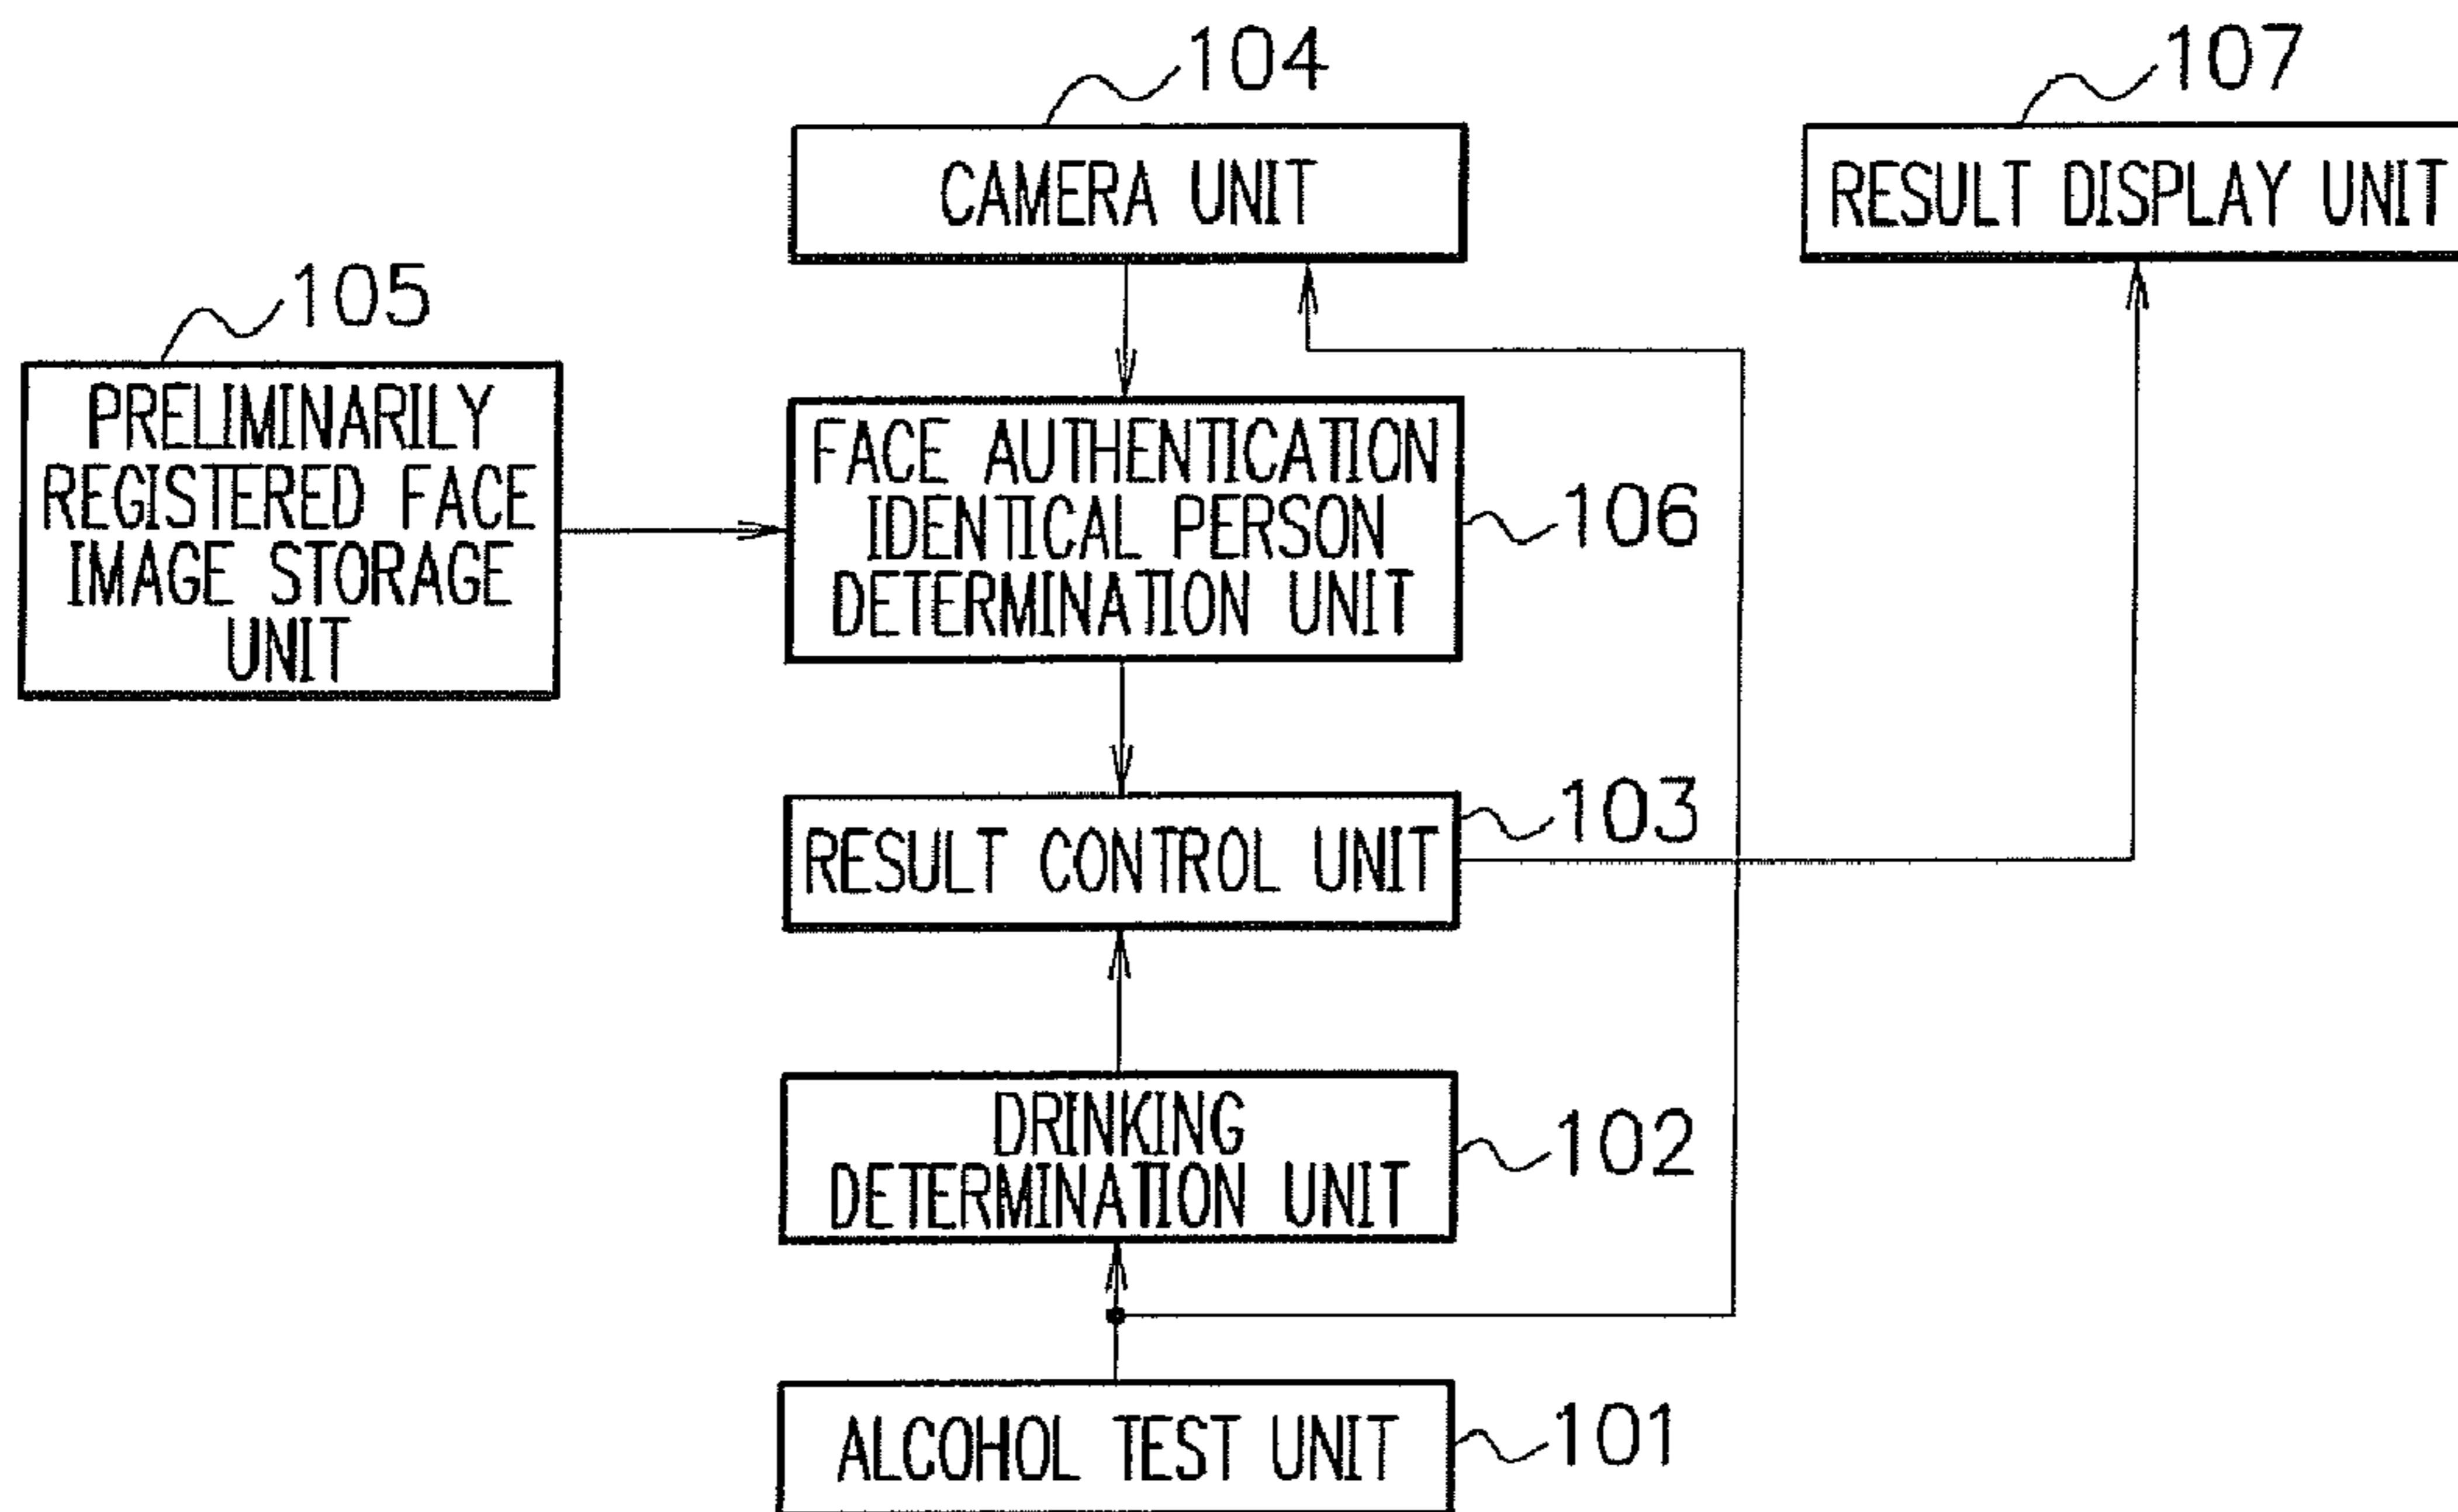 104
CAMERA UNIT
107
RESULT DISPLAY UNIT
105
PRELIMINARILY
REGISTERED FACE
IMAGE STORAGE
UNIT
FACE AUTHENTICATION
IDENTICAL PERSON
DETERMINATION UNIT
106
RESULT CONTROL UNIT
103
DRINKING
DETERMINATION UNIT
102
ALCOHOL TEST UNIT
101